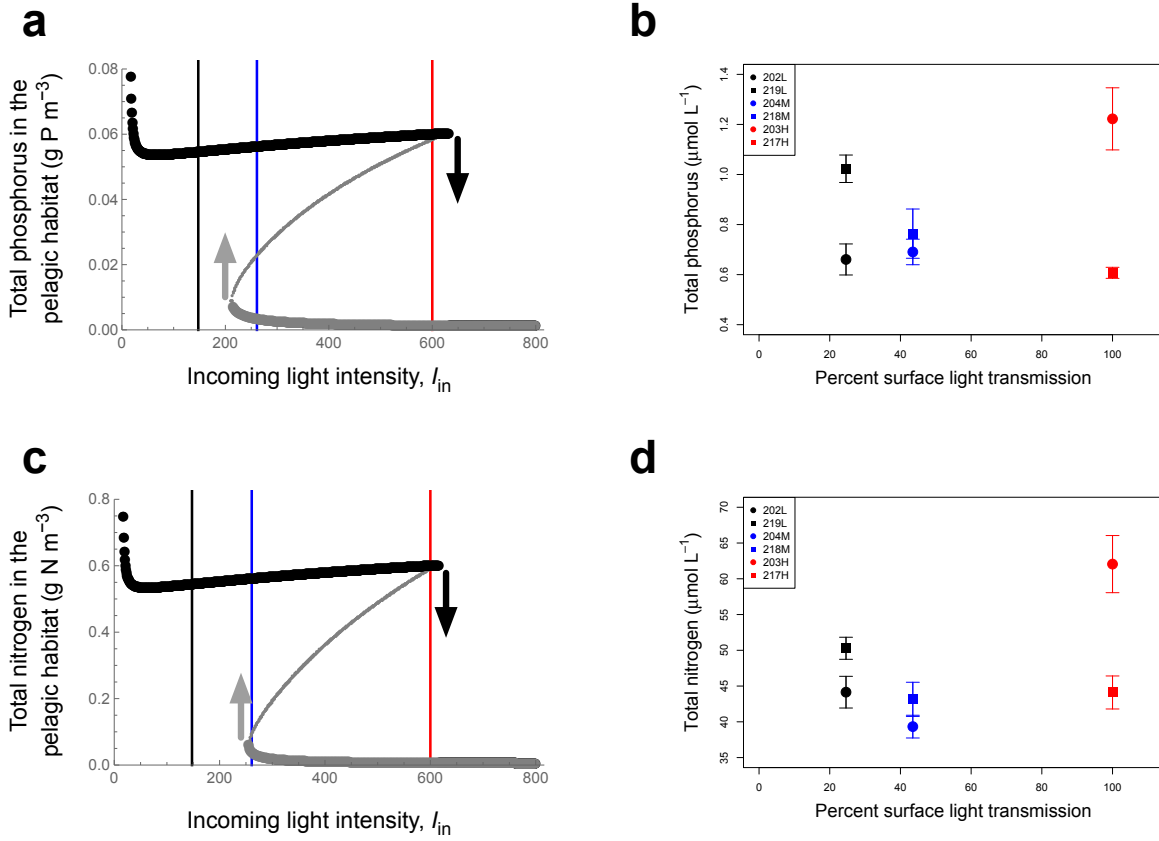 a
Total phosphorus in the
pelagic habitat (g P m−3)
0.08
0.06
0.04
0.02
0.00
0
200
400
600
800
Incoming light intensity, Iin
b
202L
219L
204M
218M
203H
217H
Total phosphorus (μmol L−1)
1.4
1.2
1.0
0.8
0.6
0.4
0
20
40
60
80
100
Percent surface light transmission
c
Total nitrogen in the
pelagic habitat (g N m−3)
0.8
0.6
0.4
0.2
0.0
0
200
400
600
800
Incoming light intensity, Iin
d
202L
219L
204M
218M
203H
217H
Total nitrogen (μmol L−1)
70
65
60
55
50
45
40
35
0
20
40
60
80
100
Percent surface light transmission